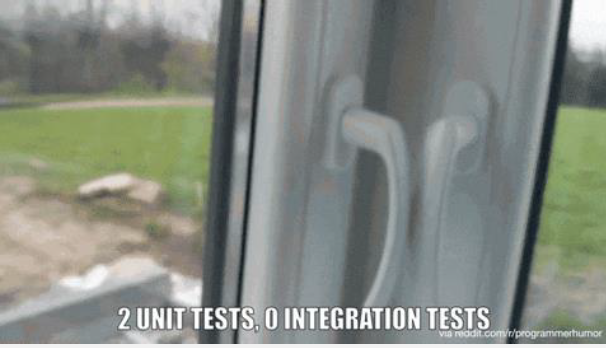 2 UNIT TESTS, 0 INTEGRATION TESTS
via reddit.com/r/programmerhumor